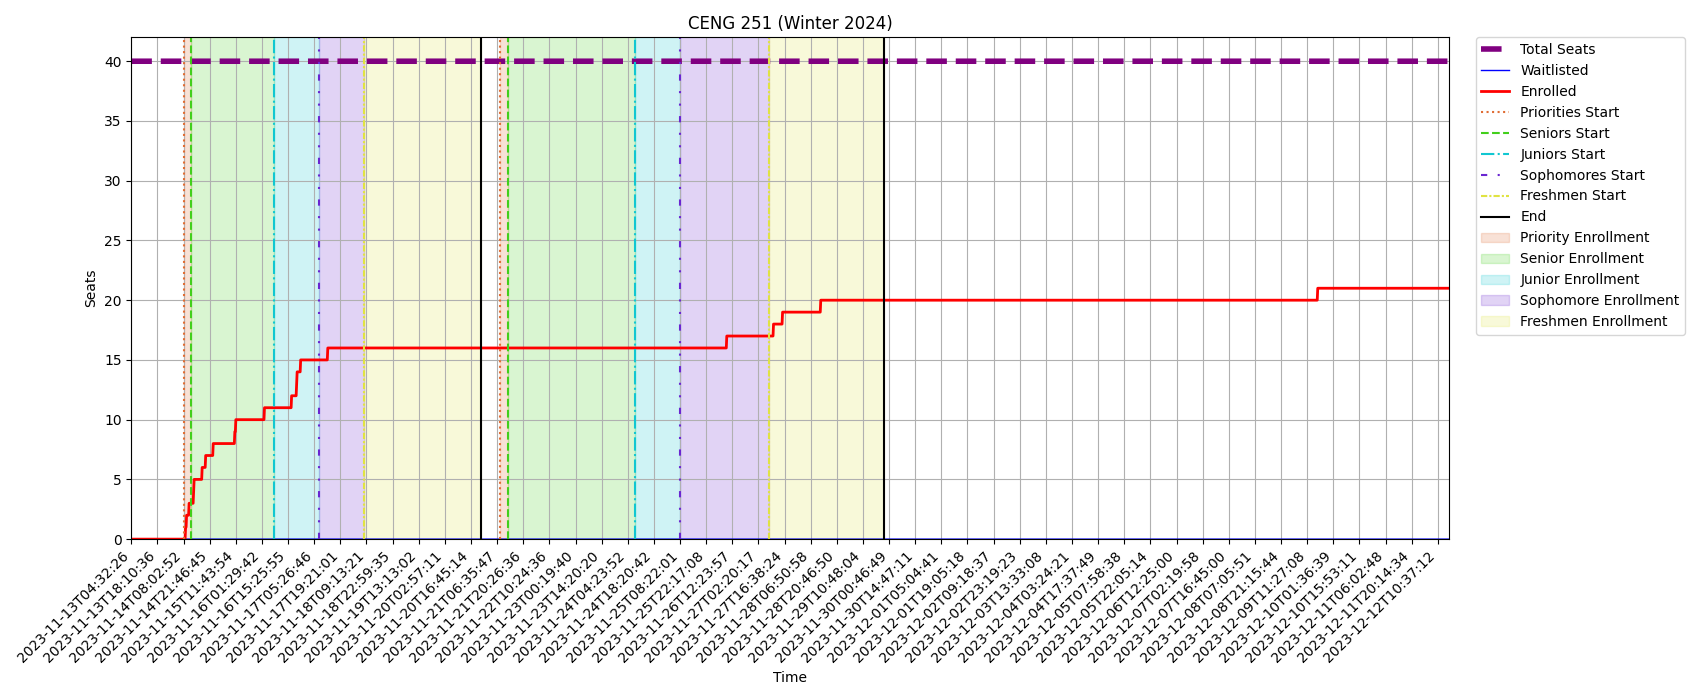 CENG 251 (Winter 2024)
Seats
40
35
30
25
20
15
10
5
0
2023-11-13T04:32:26
2023-11-13T18:10:36
2023-11-14T08:02:52
2023-11-14T21:46:45
2023-11-15T11:43:54
2023-11-16T01:29:42
2023-11-16T15:25:55
2023-11-17T05:26:46
2023-11-17T19:21:01
2023-11-18T09:13:21
2023-11-18T22:59:35
2023-11-19T13:13:02
2023-11-20T02:57:11
2023-11-20T16:45:14
2023-11-21T06:35:47
2023-11-21T20:26:36
2023-11-22T10:24:36
2023-11-23T00:19:40
2023-11-23T14:20:20
2023-11-24T04:23:52
2023-11-24T18:20:42
2023-11-25T08:22:01
2023-11-25T22:17:08
2023-11-26T12:23:57
2023-11-27T02:20:17
2023-11-27T16:38:24
2023-11-28T06:50:58
2023-11-28T20:46:50
2023-11-29T10:48:04
2023-11-30T00:46:49
2023-11-30T14:47:11
2023-12-01T05:04:41
2023-12-01T19:05:18
2023-12-02T09:18:37
2023-12-02T23:19:23
2023-12-03T13:33:08
2023-12-04T03:24:21
2023-12-04T17:37:49
2023-12-05T07:58:38
2023-12-05T22:05:14
2023-12-06T12:25:00
2023-12-07T02:19:58
2023-12-07T16:45:00
2023-12-08T07:05:51
2023-12-08T21:15:44
2023-12-09T11:27:08
2023-12-10T01:36:39
2023-12-10T15:53:11
2023-12-11T06:02:48
2023-12-11T20:14:34
2023-12-12T10:37:12
Time
Total Seats
Waitlisted
Enrolled
Priorities Start
Seniors Start
Juniors Start
Sophomores Start
Freshmen Start
End
Priority Enrollment
Senior Enrollment
Junior Enrollment
Sophomore Enrollment
Freshmen Enrollment